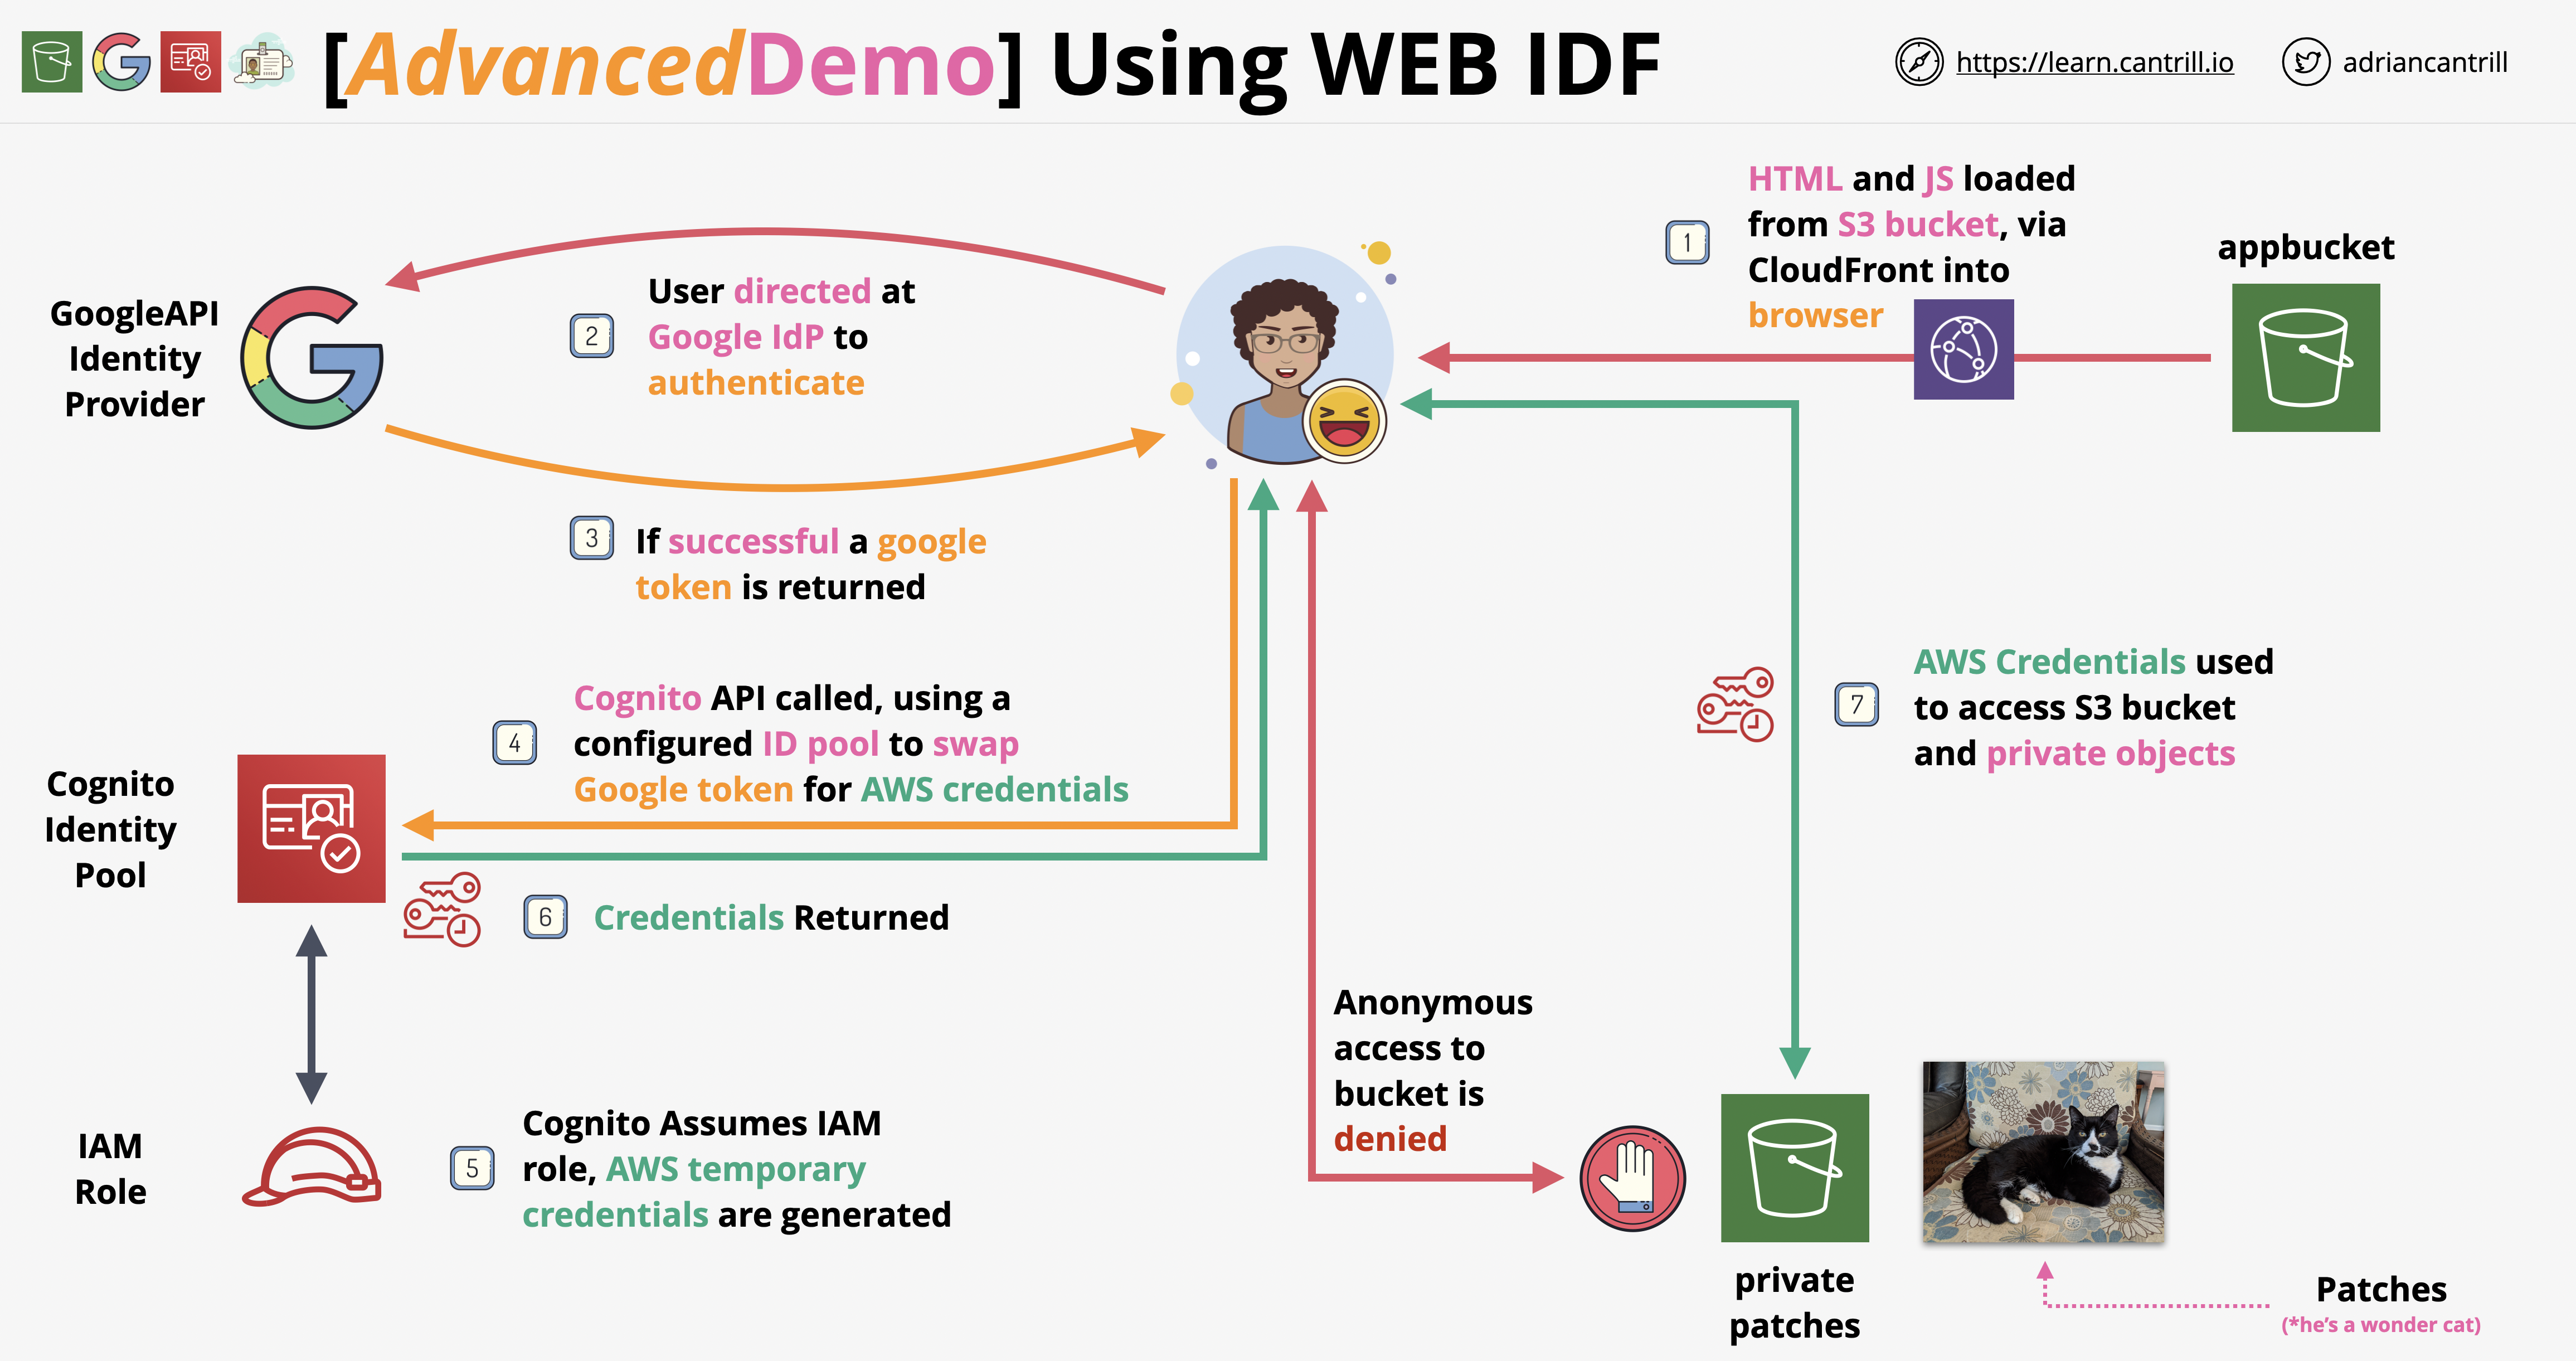 [AdvancedDemo] Using WEB IDF
https://learn.cantrill.io
adriancantrill
1
HTML and JS loaded
from S3 bucket, via
CloudFront into
browser
appbucket
GoogleAPI
Identity
Provider
2
User directed at
Google IdP to
authenticate
3
If successful a google
token is returned
4
Cognito API called, using a
configured ID pool to swap
Google token for AWS credentials
Cognito
Identity
Pool
6
Credentials Returned
7
AWS Credentials used
to access S3 bucket
and private objects
IAM
Role
5
Cognito Assumes IAM
role, AWS temporary
credentials are generated
Anonymous
access to
bucket is
denied
private
patches
Patches
(*he's a wonder cat)